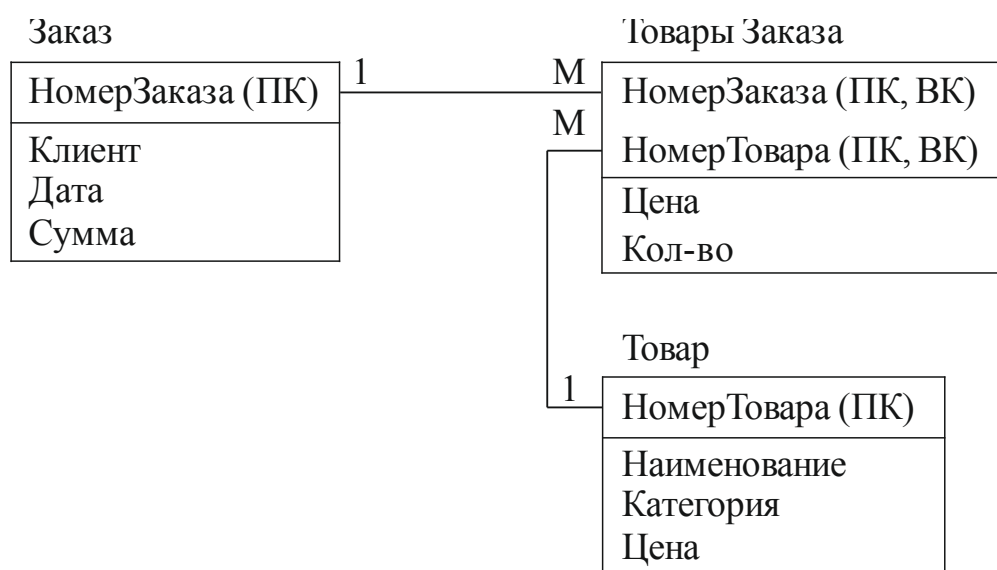 Заказ
Товары Заказа
НомерЗаказа (ПК)
1
М
НомерЗаказа (ПК, ВК)
М
НомерТовара (ПК, ВК)
Клиент
Дата
Сумма
Цена
Кол-во
Товар
1
НомерТовара (ПК)
Наименование
Категория
Цена